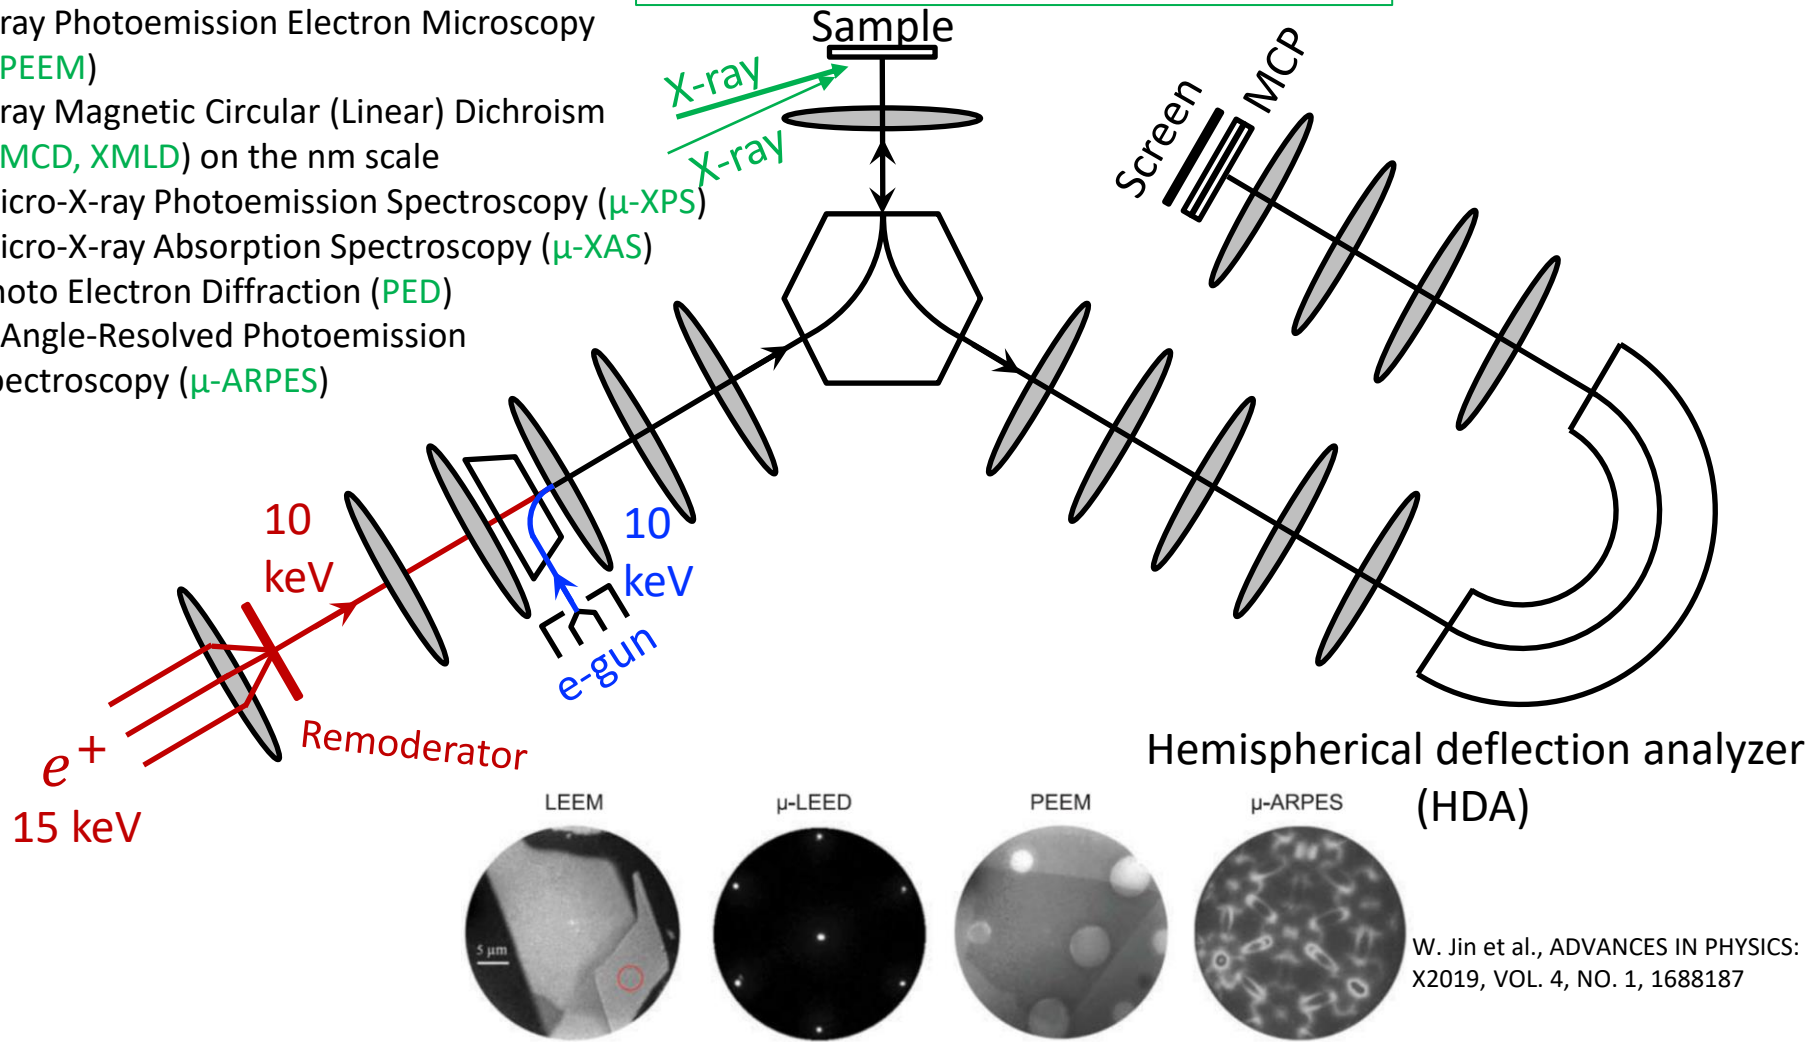 ray Photoemission Electron Microscopy
PEEM)
ray Magnetic Circular (Linear) Dichroism
MCD, XMLD) on the nm scale
icro-X-ray Photoemission Spectroscopy (µ-XPS)
icro-X-ray Absorption Spectroscopy (µ-XAS)
hoto Electron Diffraction (PED)
Angle-Resolved Photoemission
pectroscopy (µ-ARPES)
Sample
X-ray
X-ray
Screen
MCP
10
keV
10
keV
e-gun
Remoderator
e+
15 keV
Hemispherical deflection analyzer
(HDA)
LEEM
µ-LEED
PEEM
µ-ARPES
5 µm
W. Jin et al., ADVANCES IN PHYSICS:
X2019, VOL. 4, NO. 1, 1688187